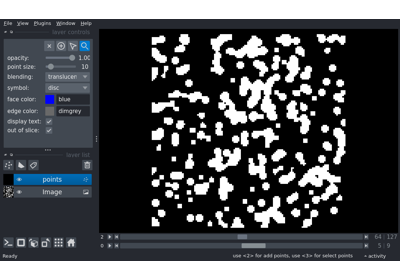 File View Plugins Window Help
layer controls
opacity: 1.00
point size: 10
blending: translucen
symbol: disc
face color: blue
edge color: dimgrey
display text:
out of slice:
layer list
points
Image
2 64 127
0 5 9
Ready use <2> for add points, use <3> for select points activity